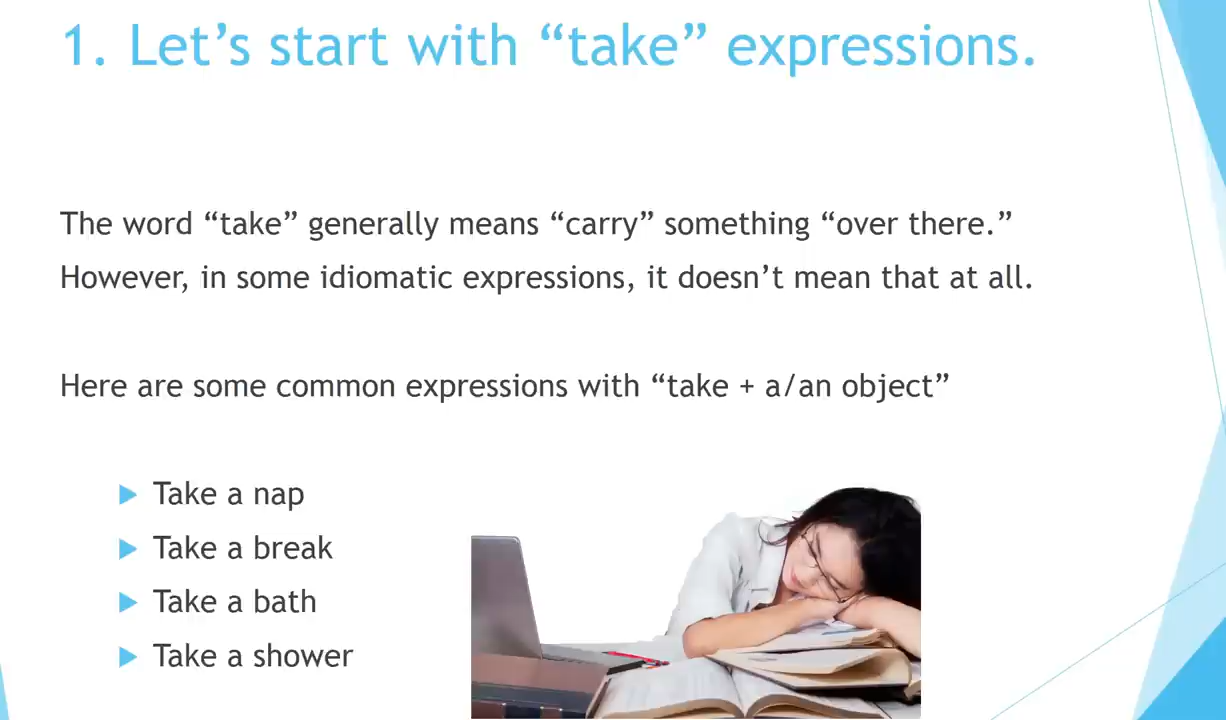 1. Let’s start with “take” expressions.
The word “take” generally means “carry” something “over there.”
However, in some idiomatic expressions, it doesn’t mean that at all.
Here are some common expressions with “take + a/an object”
Take a nap
Take a break
Take a bath
Take a shower